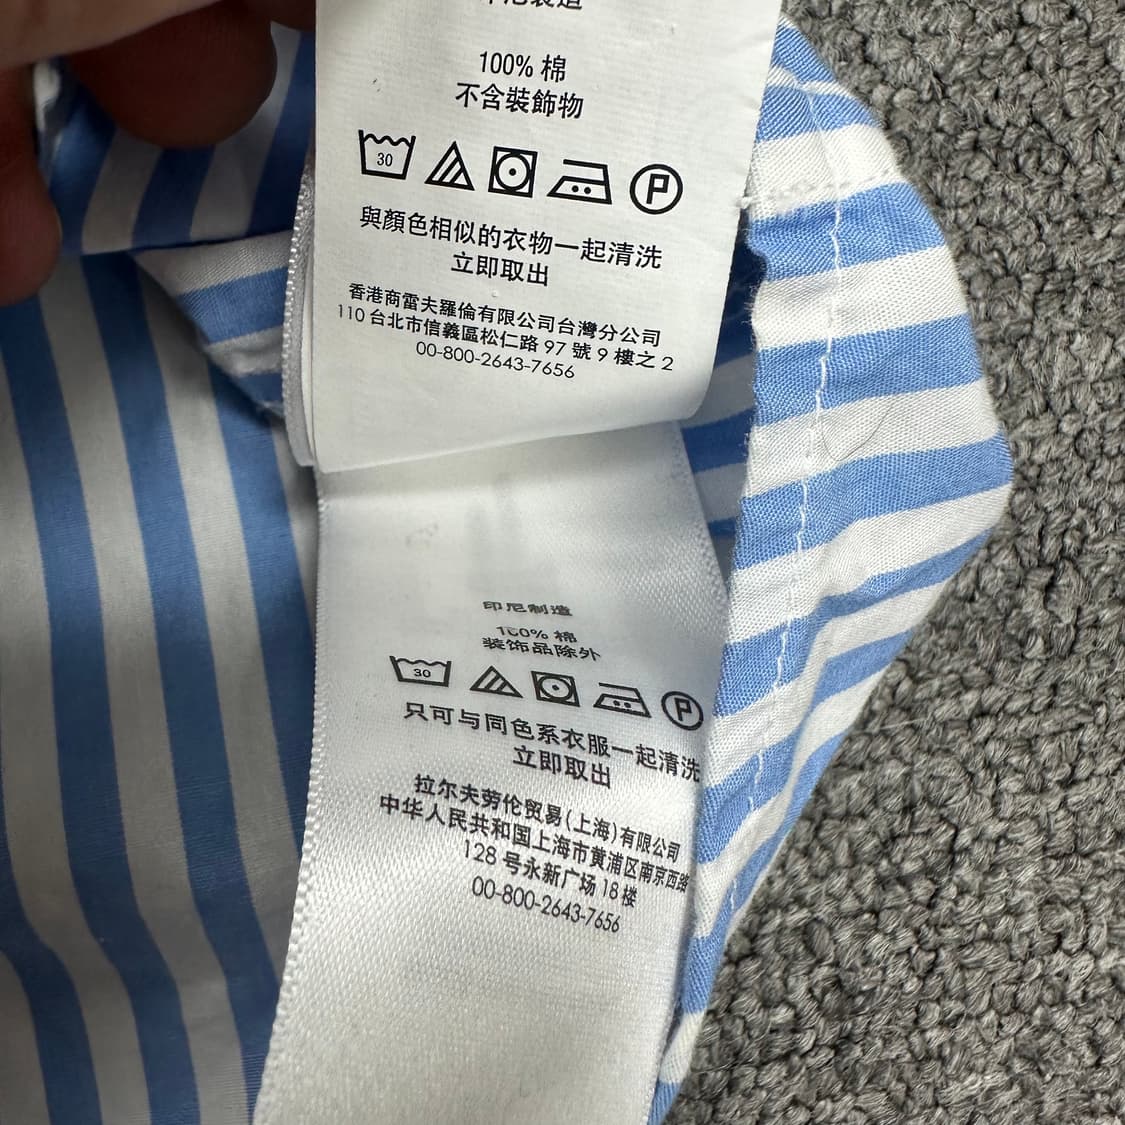 100% 棉
不含裝飾物
30
P
與顏色相似的衣物一起清洗
立即取出
香港商雷夫羅倫有限公司台灣分公司
110 台北市信義區松仁路 97 號 9 樓之 2
00-800-2643-7656
印尼制造
100% 棉
装饰品除外
30
P
只可与同色系衣服一起清洗
立即取出
拉尔夫劳伦贸易(上海)有限公司
中华人民共和国上海市黄浦区南京西路
128 号永新广场 18 楼
00-800-2643-7656